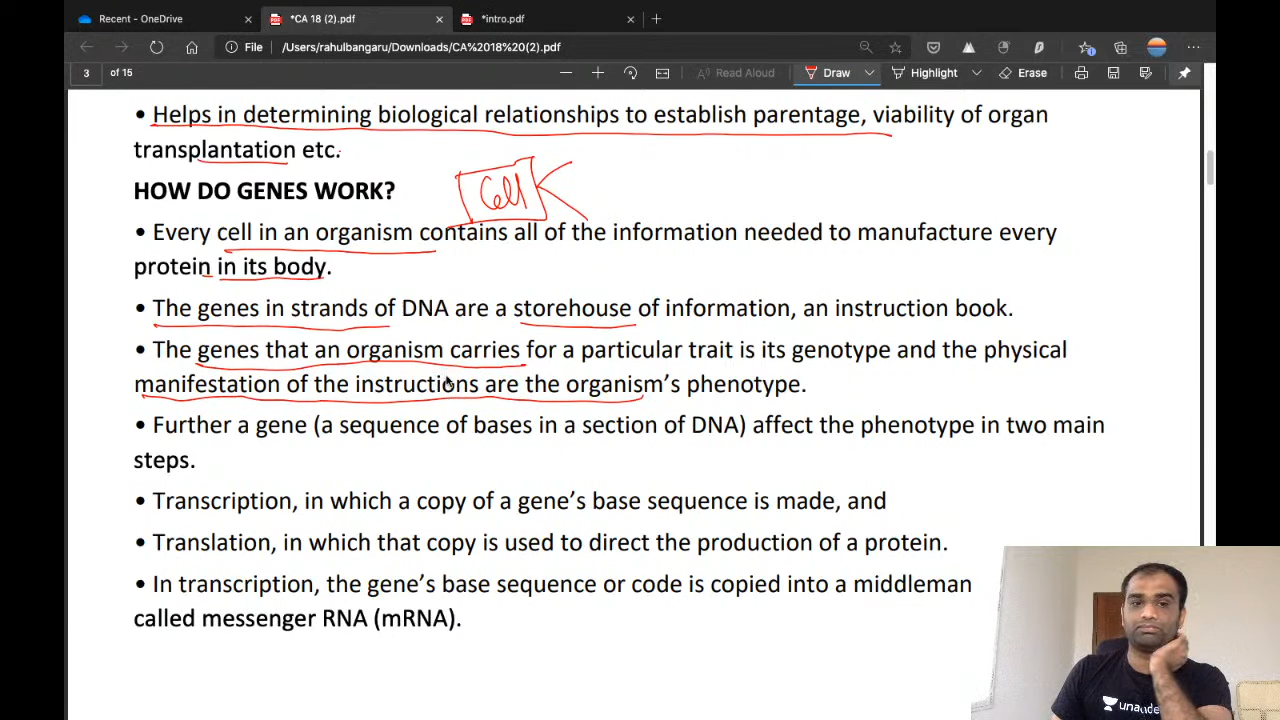 Recent - OneDrive
*CA 18 (2).pdf
*intro.pdf
File
/Users/rahulbangaru/Downloads/CA%2018%20(2).pdf
3 of 15
Read Aloud
Draw
Highlight
Erase
• Helps in determining biological relationships to establish parentage, viability of organ
transplantation etc.
HOW DO GENES WORK?
Cell
• Every cell in an organism contains all of the information needed to manufacture every
protein in its body.
• The genes in strands of DNA are a storehouse of information, an instruction book.
• The genes that an organism carries for a particular trait is its genotype and the physical
manifestation of the instructions are the organism's phenotype.
• Further a gene (a sequence of bases in a section of DNA) affect the phenotype in two main
steps.
• Transcription, in which a copy of a gene's base sequence is made, and
• Translation, in which that copy is used to direct the production of a protein.
• In transcription, the gene's base sequence or code is copied into a middleman
called messenger RNA (mRNA).